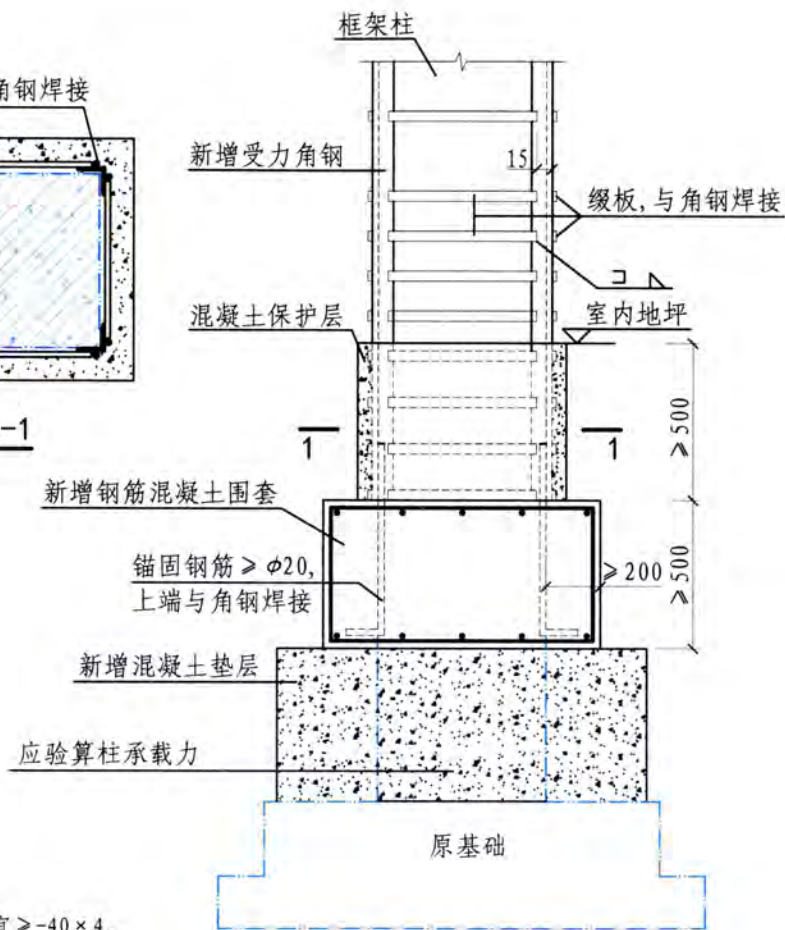 框架柱
角钢焊接
新增受力角钢
15
缀板,与角钢焊接
混凝土保护层
室内地坪
≥500
1
1
-1
新增钢筋混凝土围套
锚固钢筋≥Φ20,
上端与角钢焊接
≥200
≥500
新增混凝土垫层
应验算柱承载力
原基础
≥-40×4